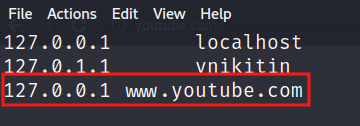 File Actions Edit View Help
127.0.0.1 localhost
127.0.1.1 vnikitin
127.0.0.1 www.youtube.com